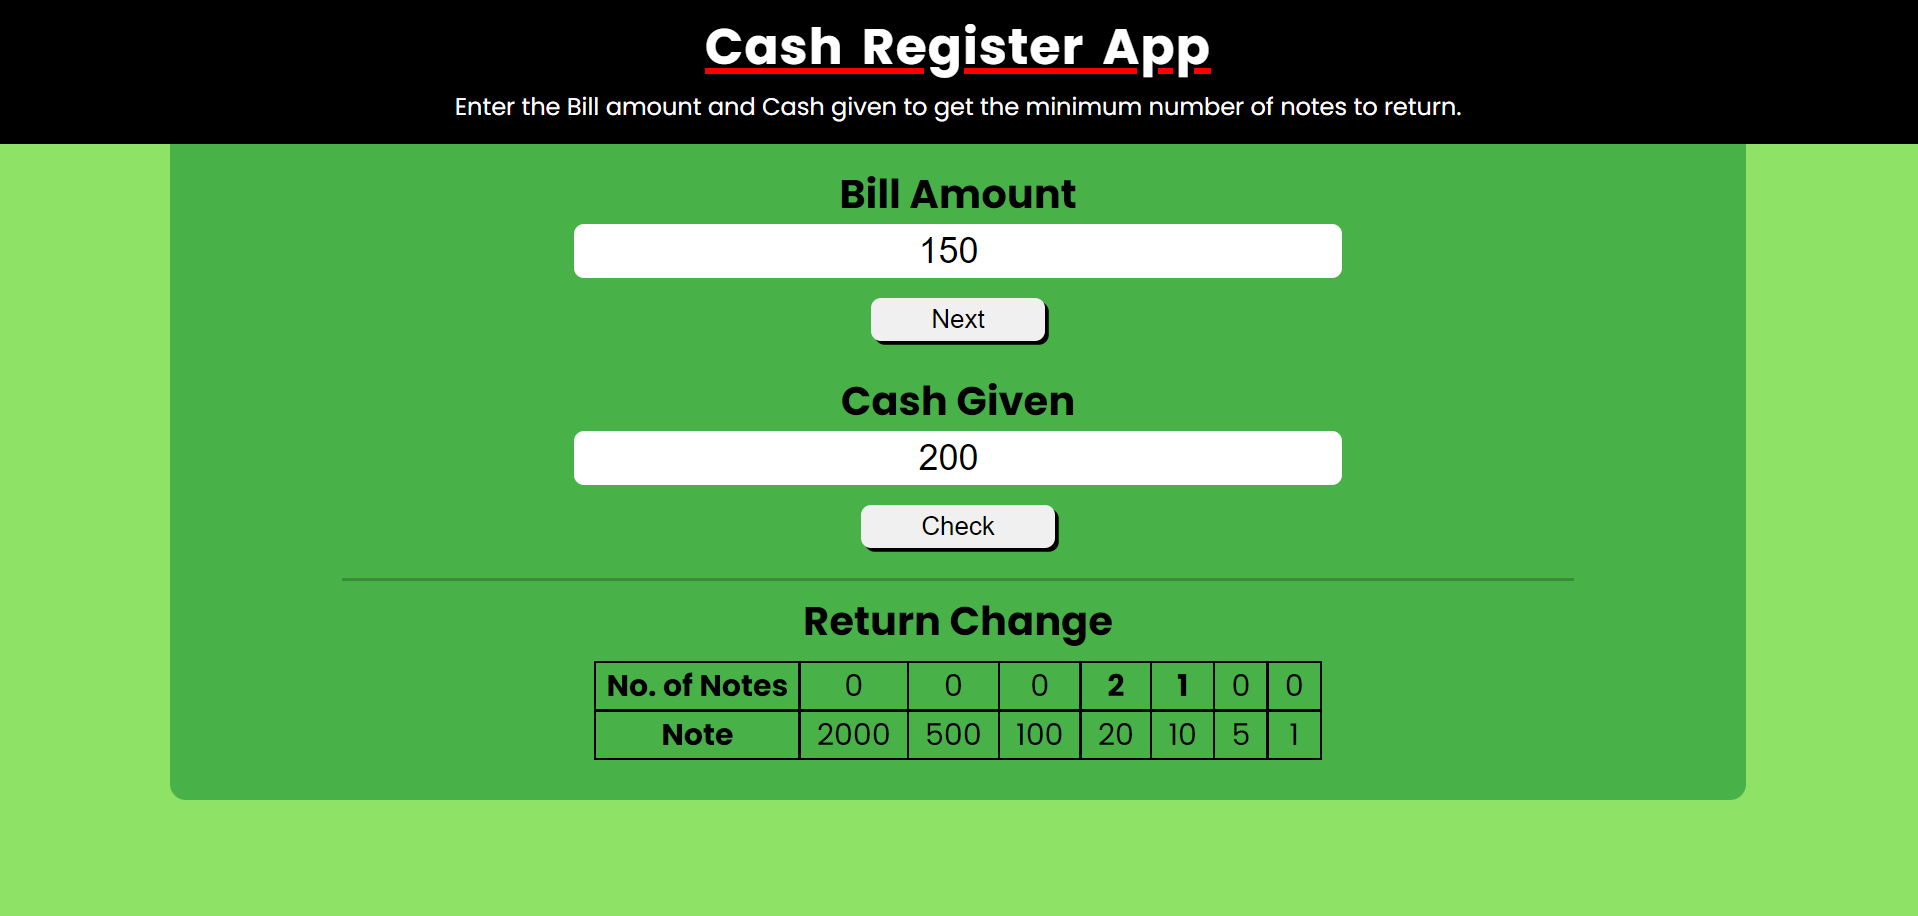 Cash Register App
Enter the Bill amount and Cash given to get the minimum number of notes to return.
Bill Amount
150
Next
Cash Given
200
Check
Return Change
No. of Notes 0 0 0 2 1 0 0
Note 2000 500 100 20 10 5 1